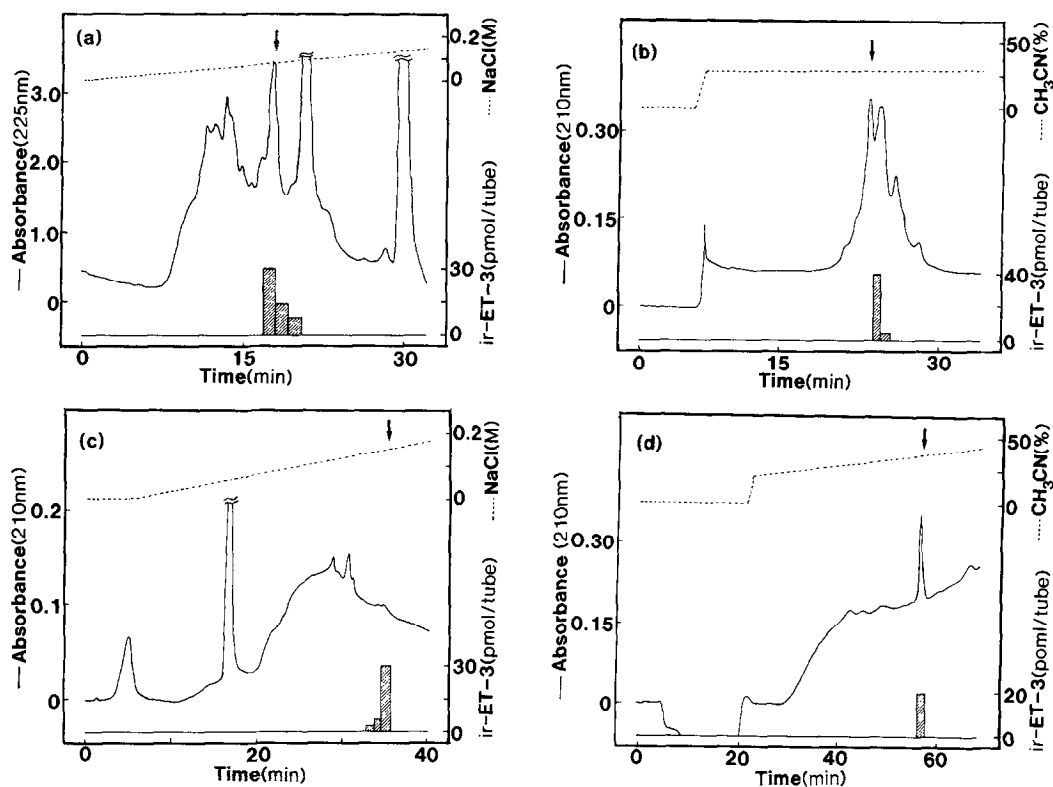 (a)
0.2
0
NaCl(M)
Absorbance(225nm)
3.0
2.0
1.0
0
30
0
ir-ET-3(pmol/tube)
0 15 30
Time(min)
(b)
50
0
CH3CN(%)
Absorbance(210nm)
0.30
0.15
0
40
0
ir-ET-3(pmol/tube)
15 30
Time(min)
(c)
0.2
0
NaCl(M)
Absorbance(210nm)
0.2
0.1
0
30
0
ir-ET-3(pmol/tube)
0 20 40
Time(min)
(d)
50
0
CH3CN(%)
Absorbance (210nm)
0.30
0.15
0
20
0
ir-ET-3(poml/tube)
0 20 40 60
Time(min)